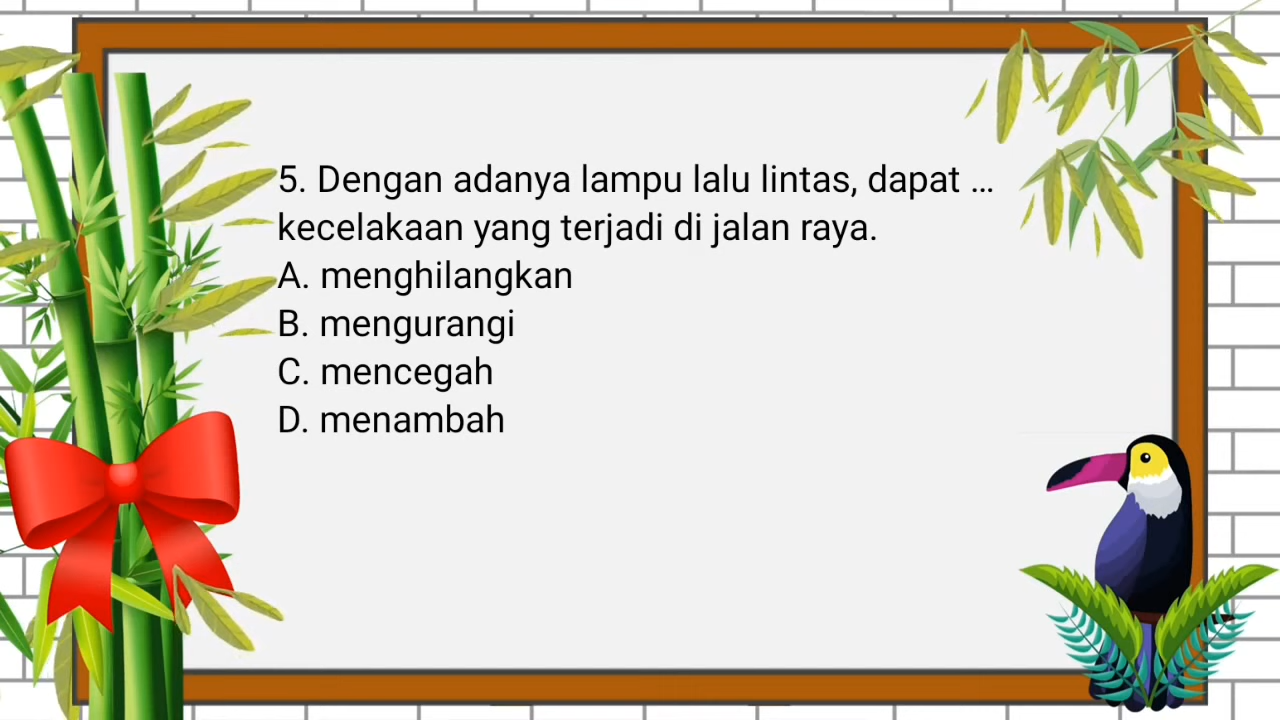 5. Dengan adanya lampu lalu lintas, dapat ...
kecelakaan yang terjadi di jalan raya.
A. menghilangkan
B. mengurangi
C. mencegah
D. menambah